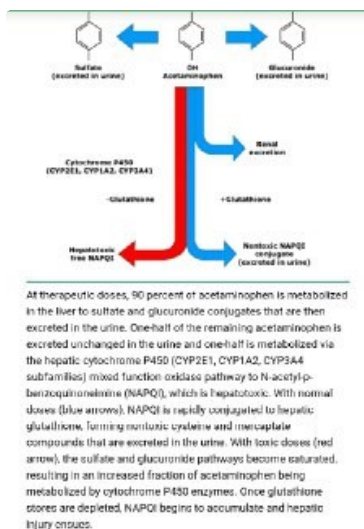 Sulfate
(excreted in urine)
OH
Acetaminophen
Glucuronide
(excreted in urine)
Renal
excretion
Cytochrome P450
(CYP2E1, CYP1A2, CYP3A4)
-Glutathione
+Glutathione
Hepatotoxic
free NAPQI
Nontoxic NAPQI
conjugate
(excreted in urine)
At therapeutic doses, 90 percent of acetaminophen is metabolized
in the liver to sulfate and glucuronide conjugates that are then
excreted in the urine. One-half of the remaining acetaminophen is
excreted unchanged in the urine and one-half is metabolized via
the hepatic cytochrome P450 (CYP2E1, CYP1A2, CYP3A4
subfamilies) mixed function oxidase pathway to N-acetyl-p-
benzoquinoneimine (NAPQI), which is hepatotoxic. With normal
doses (blue arrows), NAPQI is rapidly conjugated to hepatic
glutathione, forming nontoxic cysteine and mercaptate
compounds that are excreted in the urine. With toxic doses (red
arrow), the sulfate and glucuronide pathways become saturated,
resulting in an increased fraction of acetaminophen being
metabolized by cytochrome P450 enzymes. Once glutathione
stores are depleted, NAPQI begins to accumulate and hepatic
injury ensues.